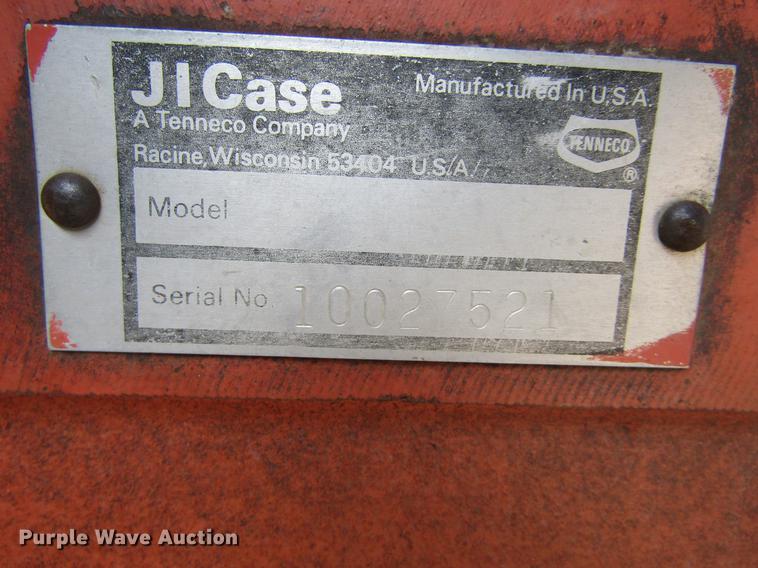 JI Case
A Tenneco Company
Racine, Wisconsin 53404 U.S.A.
Manufactured In U.S.A.
TENNECO
®
Model
Serial No. 10027521
Purple Wave Auction